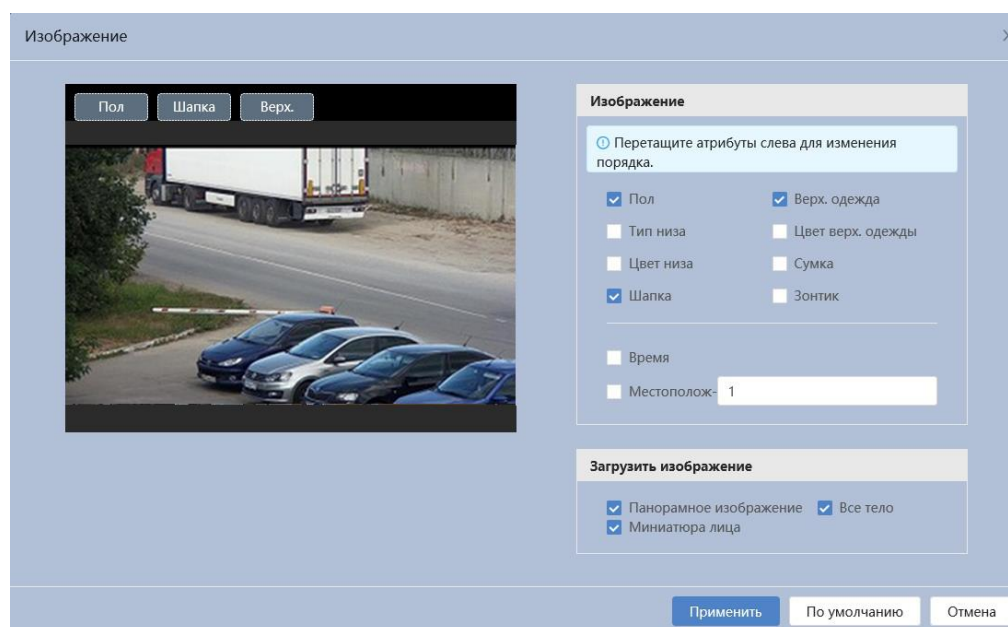 Изображение
Пол Шапка Верх.
Изображение
Перетащите атрибуты слева для изменения
порядка.
Пол Верх. одежда
Тип низа Цвет верх. одежды
Цвет низа Сумка
Шапка Зонтик
Время
Местополож- 1
Загрузить изображение
Панорамное изображение Все тело
Миниатюра лица
Применить По умолчанию Отмена